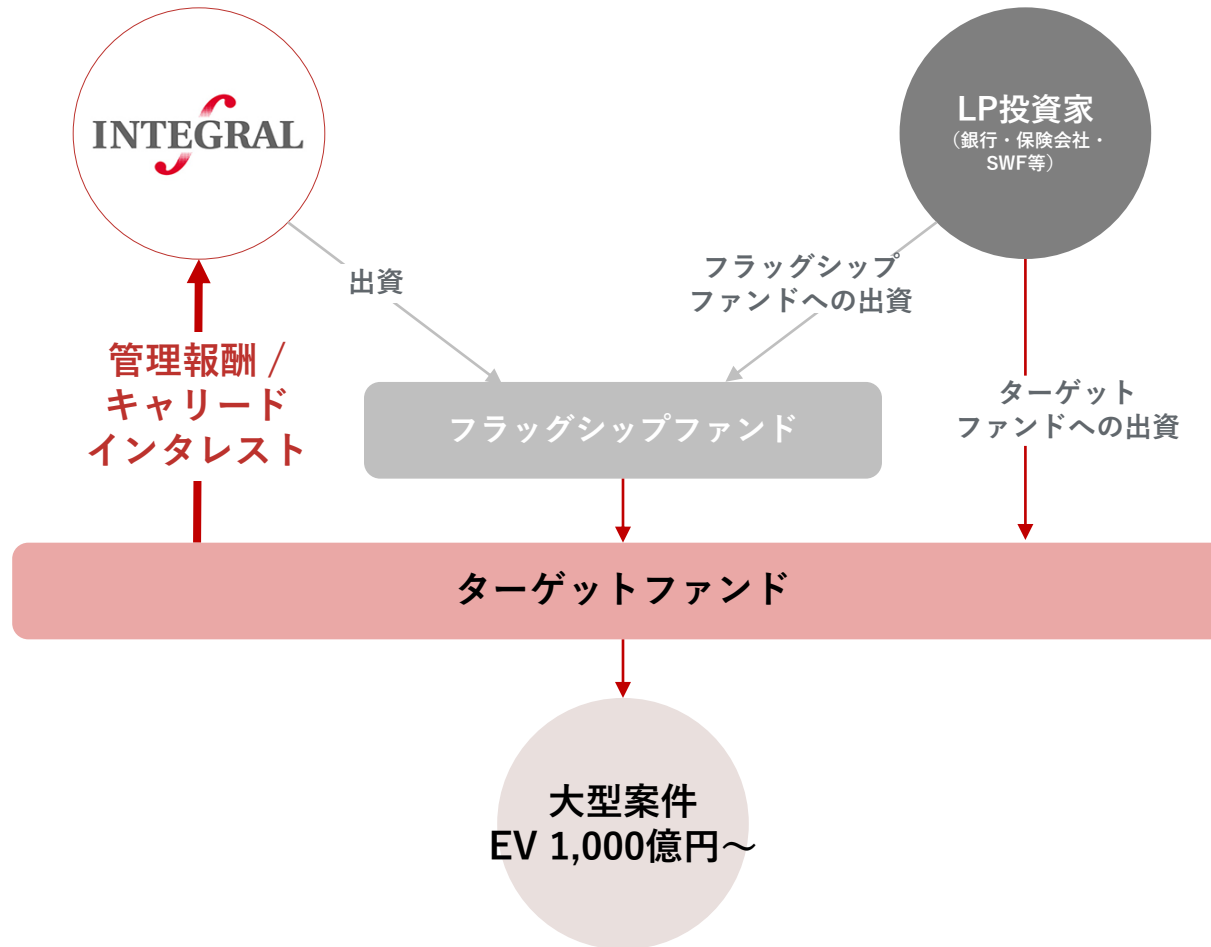 INTEGRAL
LP投資家
（銀行・保険会社・
SWF等）
出資
フラッグシップ
ファンドへの出資
管理報酬 /
キャリード
インタレスト
ターゲット
ファンドへの出資
フラッグシップファンド
ターゲットファンド
大型案件
EV 1,000億円～